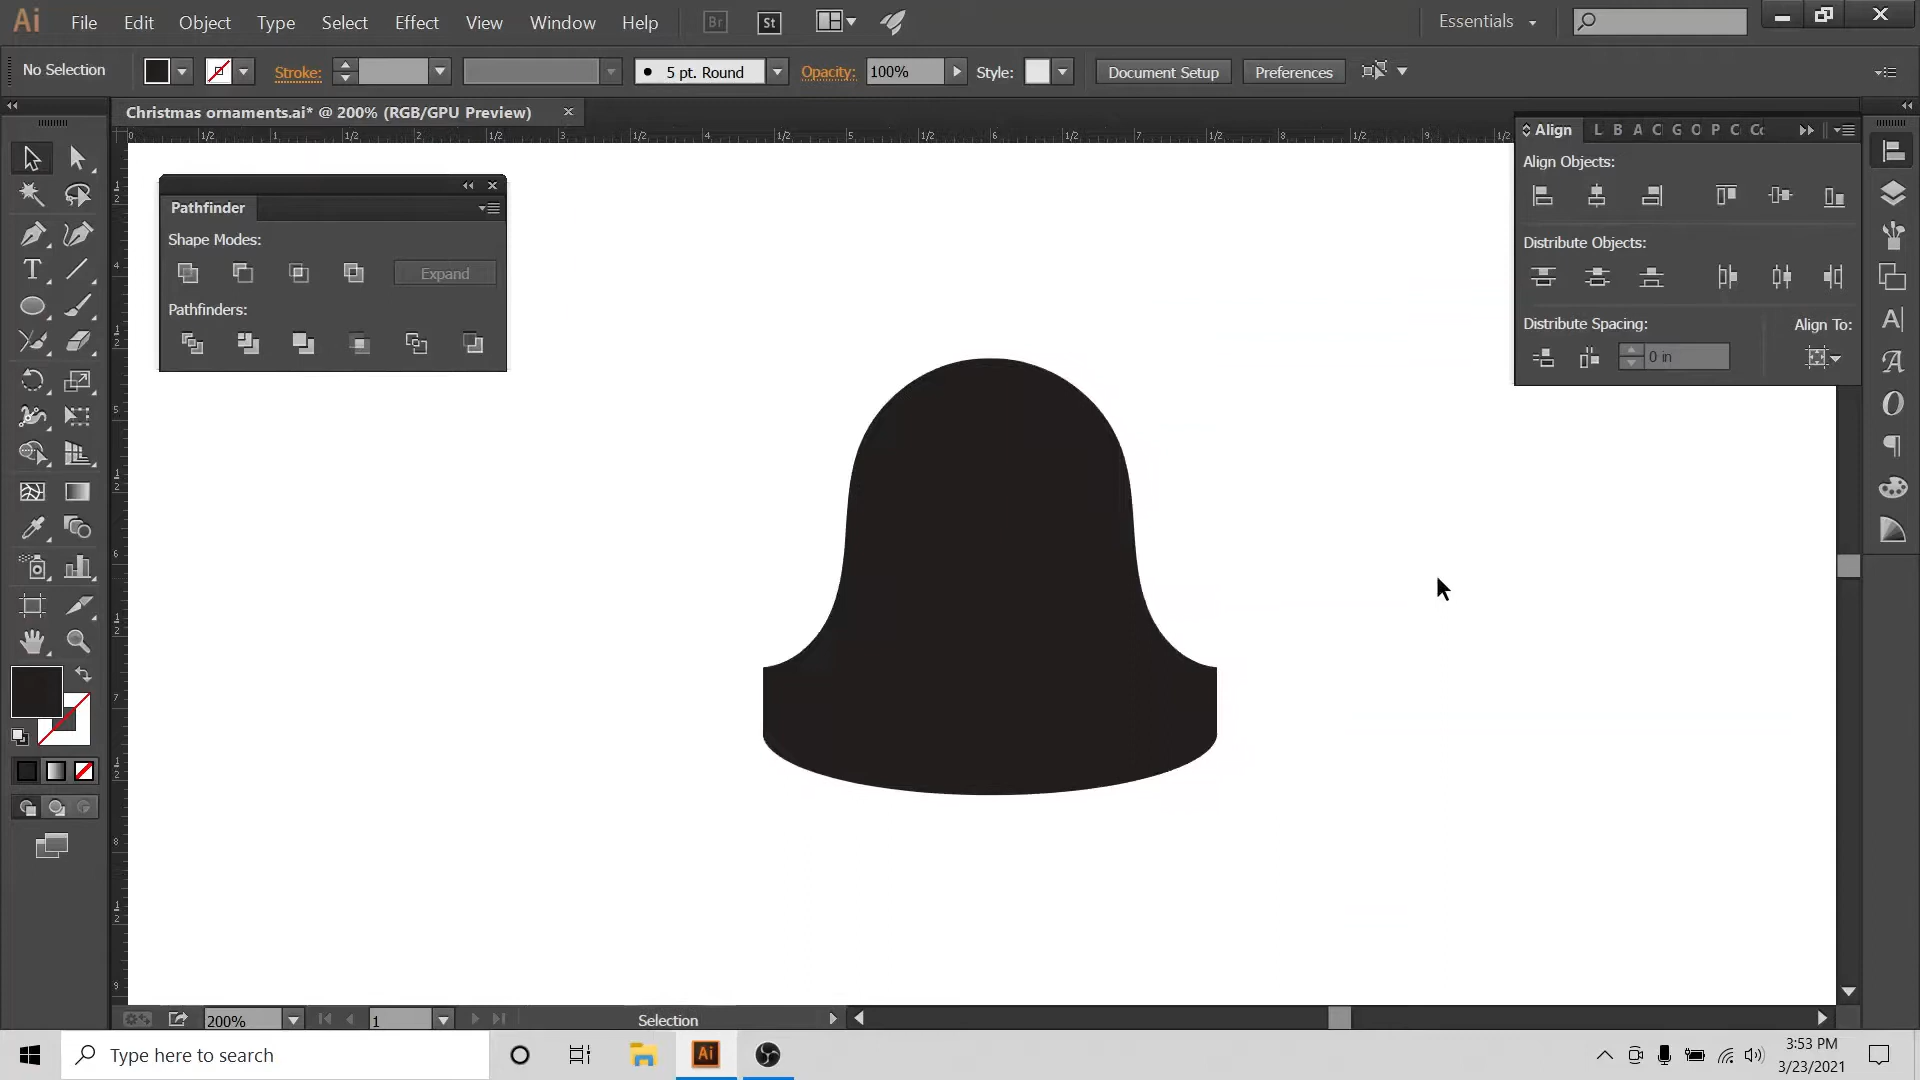 Ai File Edit Object Type Select Effect View Window Help Br St Essentials
No Selection Stroke: 5 pt. Round Opacity: 100% Style: Document Setup Preferences
Christmas ornaments.ai* @ 200% (RGB/GPU Preview)
Pathfinder
Shape Modes:
Expand
Pathfinders:
Align L B A C G O P C Cc
Align Objects:
Distribute Objects:
Distribute Spacing: Align To:
0 in
200% 1 Selection
Type here to search
Ai
3:53 PM
3/23/2021